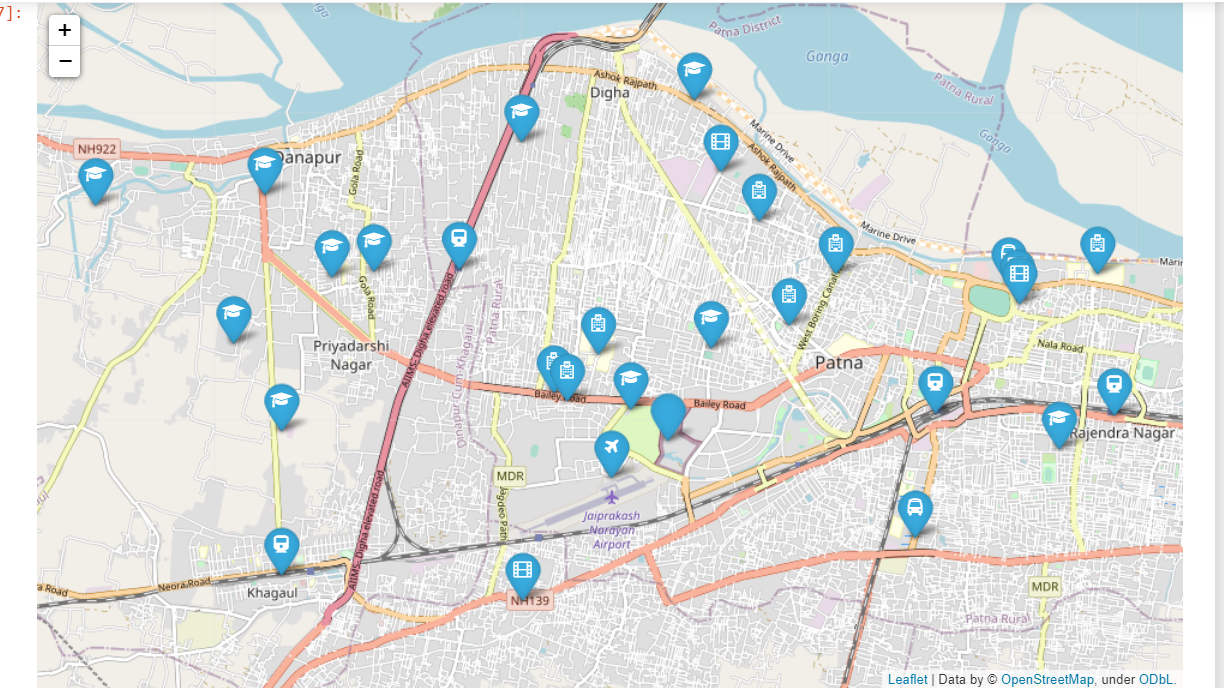 7]:
+
−
Ganga
Patna District
Patna Rural
Ganga
Ashok Rajpath
Digha
Marine Drive
Ashok Rajpath
NH922
Danapur
Gola Road
Marine Drive
Gola Road
Patna Rural
AIIMS; Digha elevated road
Dinapur-Cum-Khagaul
West Boring Canal
Priyadarshi
Nagar
Patna
Nala Road
Bailey Road
Bailey Road
Rajendra Nagar
MDR
Jagdeo Path
Jaiprakash
Narayan
Airport
AIIMS; Digha elevated road
Neora Road
a Road
Khagaul
NH139
MDR
Patna Rural
Leaflet | Data by © OpenStreetMap, under ODbL.